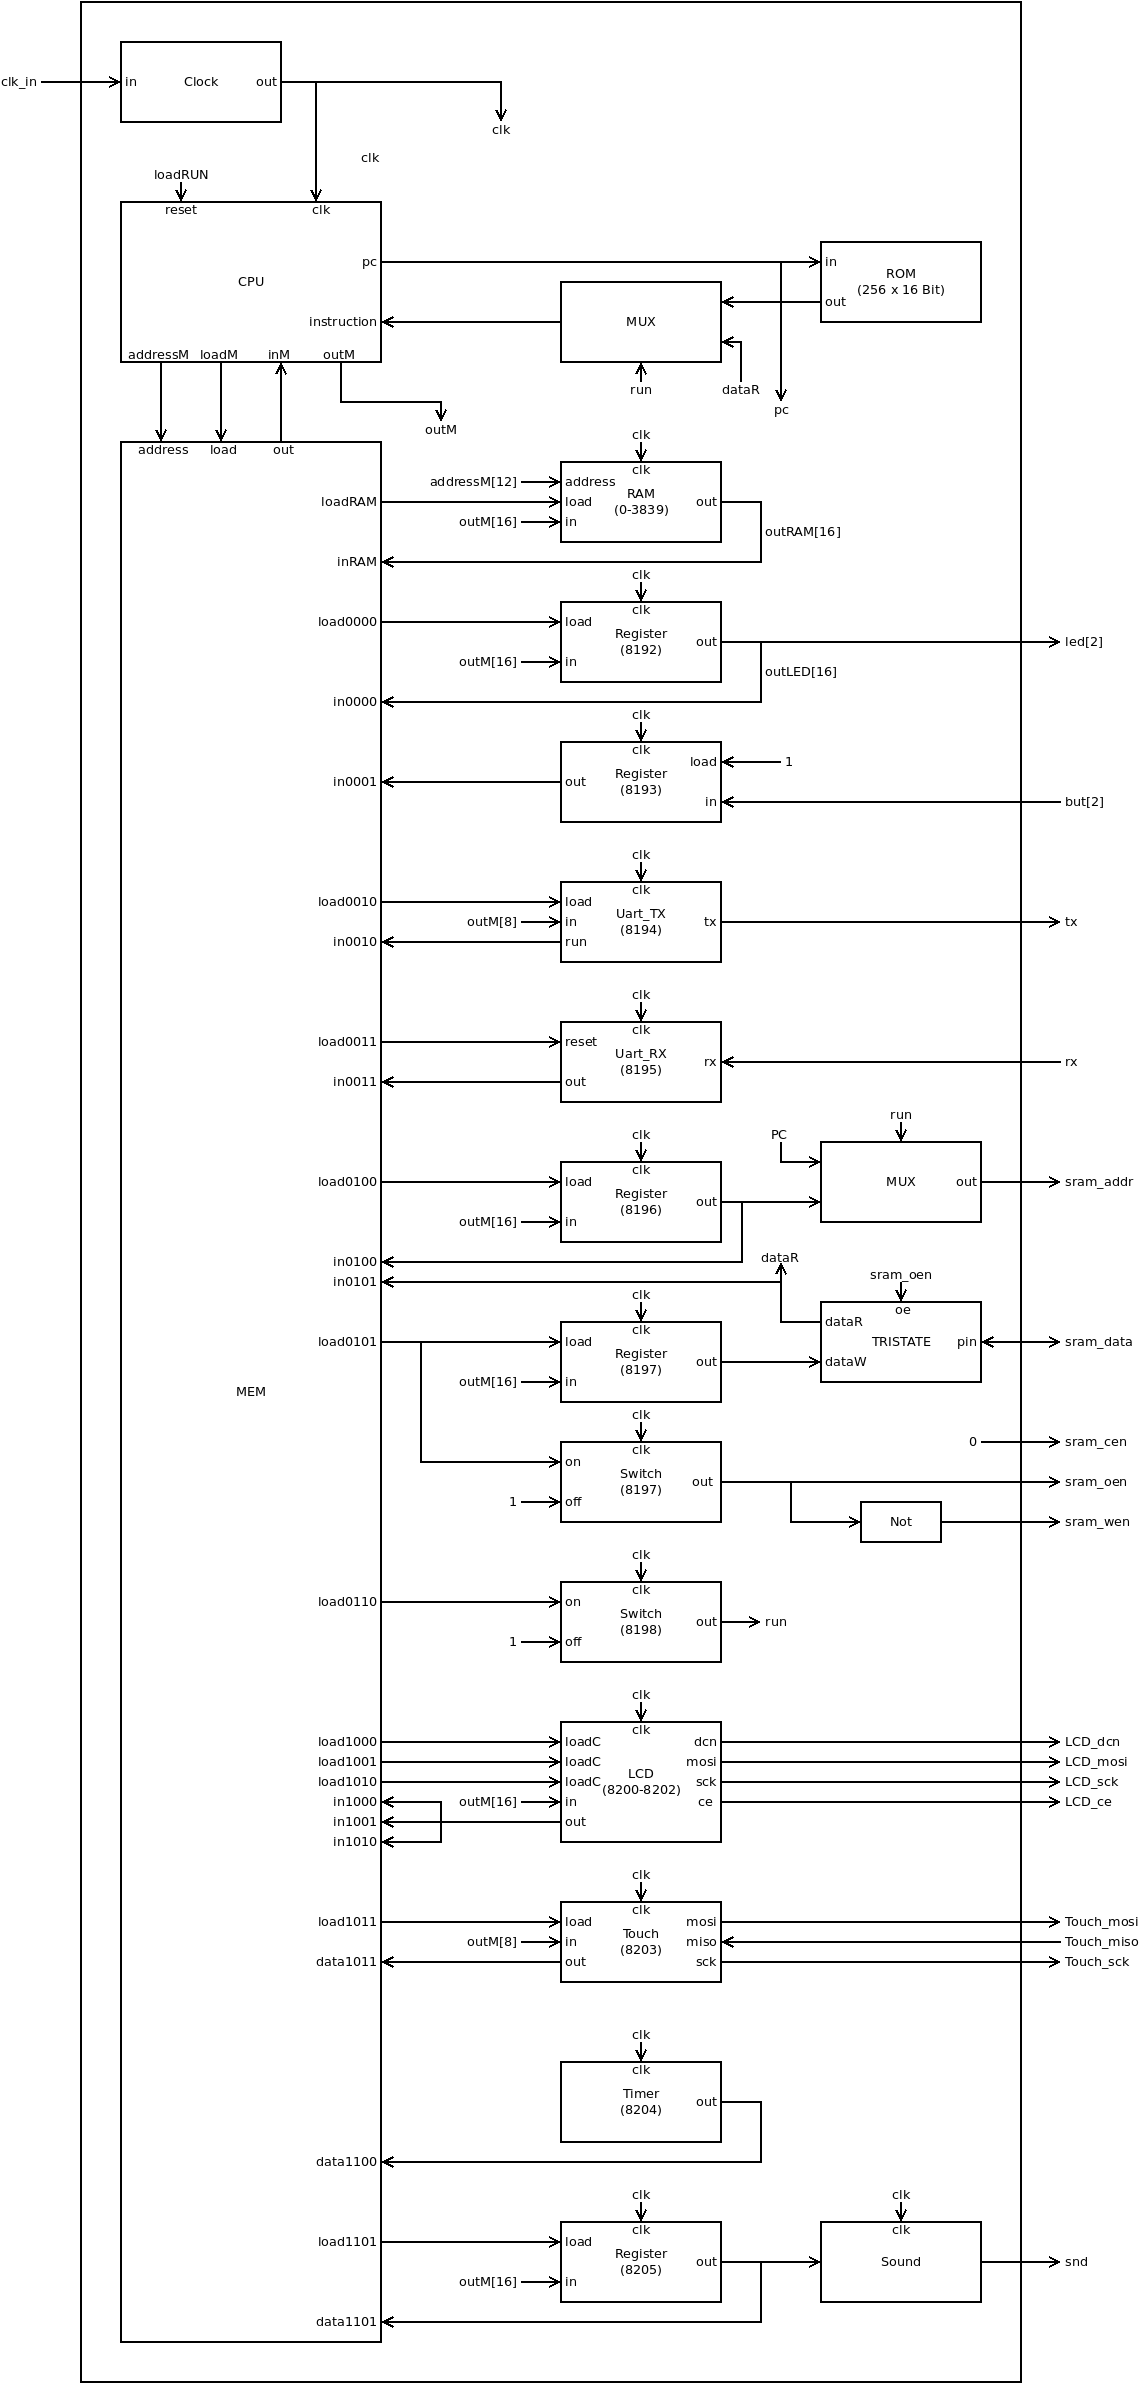 clk_in
in Clock out
clk
clk
loadRUN
reset clk
CPU
pc
instruction
addressM loadM inM outM
outM
in
ROM
(256 x 16 Bit)
out
MUX
run
dataR
pc
address load out
MEM
clk
clk
addressM[12] address
RAM
(0-3839)
loadRAM load out
outM[16] in
outRAM[16]
inRAM
clk
clk
load0000 load
Register
(8192)
out led[2]
outM[16] in
outLED[16]
in0000
clk
clk
load 1
Register
(8193)
in0001 out
in but[2]
clk
clk
load0010 load
Uart_TX
(8194)
outM[8] in tx tx
in0010 run
clk
clk
load0011 reset
Uart_RX
(8195)
rx rx
in0011 out
clk
clk
load0100 load
Register
(8196)
out
outM[16] in
in0100
PC
run
MUX out sram_addr
in0101
dataR
sram_oen
oe
dataR
TRISTATE pin sram_data
dataW
clk
clk
load0101 load
Register
(8197)
out
outM[16] in
clk
clk
on
Switch
(8197)
out
1 off
0 sram_cen
sram_oen
Not sram_wen
clk
clk
load0110 on
Switch
(8198)
out run
1 off
clk
clk
load1000 loadC dcn LCD_dcn
load1001 loadC mosi LCD_mosi
LCD
(8200-8202)
load1010 loadC sck LCD_sck
in1000 outM[16] in ce LCD_ce
in1001 out
in1010
clk
clk
load1011 load mosi Touch_mosi
Touch
(8203)
outM[8] in miso Touch_miso
data1011 out sck Touch_sck
clk
clk
Timer
(8204)
out
data1100
clk
clk
load1101 load
Register
(8205)
out
outM[16] in
data1101
clk
clk
Sound snd